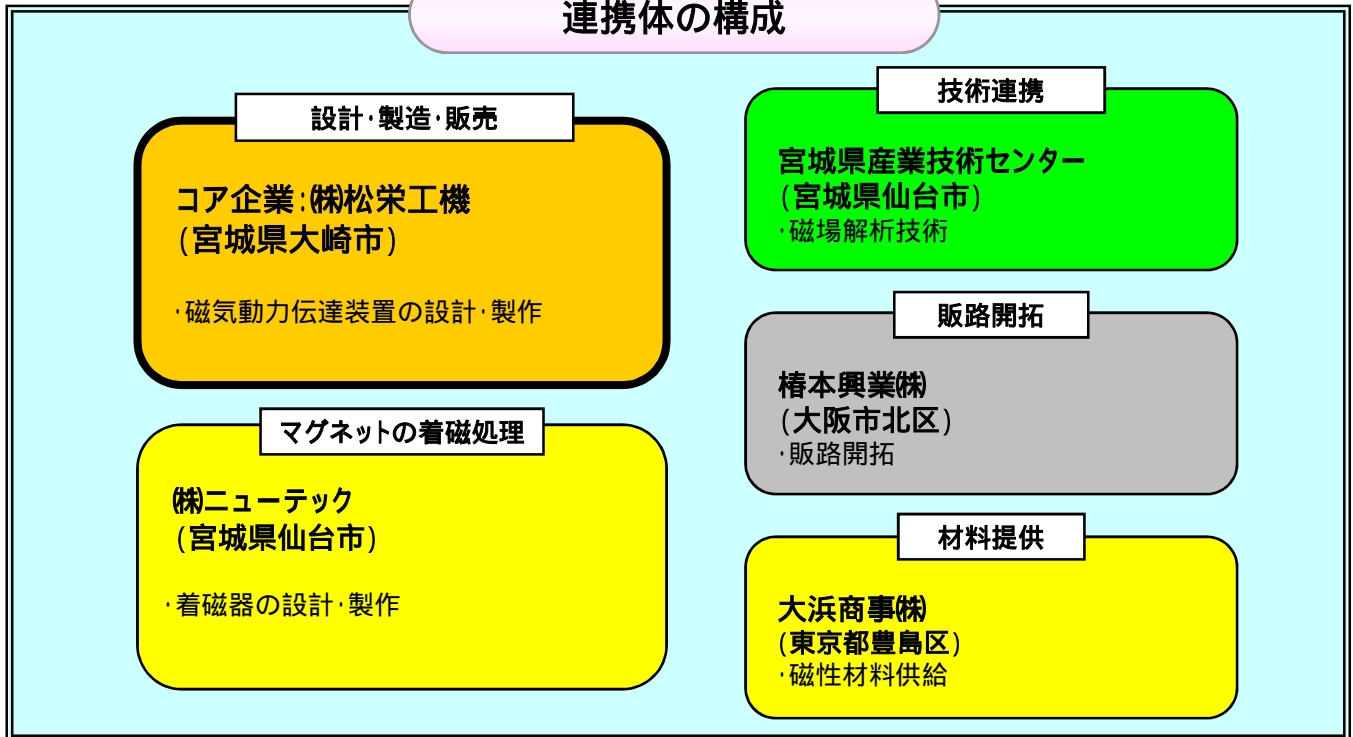 連携体の構成
設計・製造・販売
コア企業:㈱松栄工機
(宮城県大崎市)
・磁気動力伝達装置の設計・製作
マグネットの着磁処理
㈱ニューテック
(宮城県仙台市)
・着磁器の設計・製作
技術連携
宮城県産業技術センター
(宮城県仙台市)
・磁場解析技術
販路開拓
椿本興業㈱
(大阪市北区)
・販路開拓
材料提供
大浜商事㈱
(東京都豊島区)
・磁性材料供給